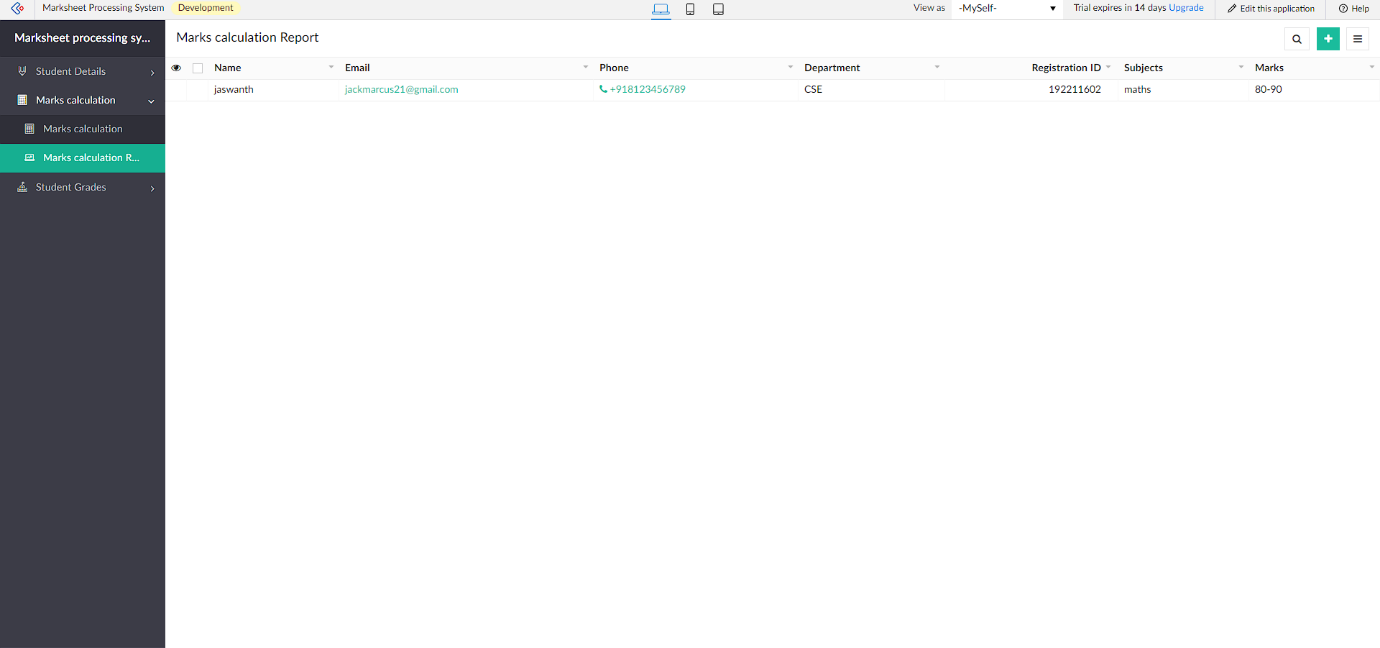 Marksheet Processing System Development View as -MySelf- Trial expires in 14 days Upgrade Edit this application Help
Marksheet processing sy...
Marks calculation Report
Student Details
Marks calculation
Marks calculation
Marks calculation R...
Student Grades
Name Email Phone Department Registration ID Subjects Marks
jaswanth jackmarcus21@gmail.com +918123456789 CSE 192211602 maths 80-90